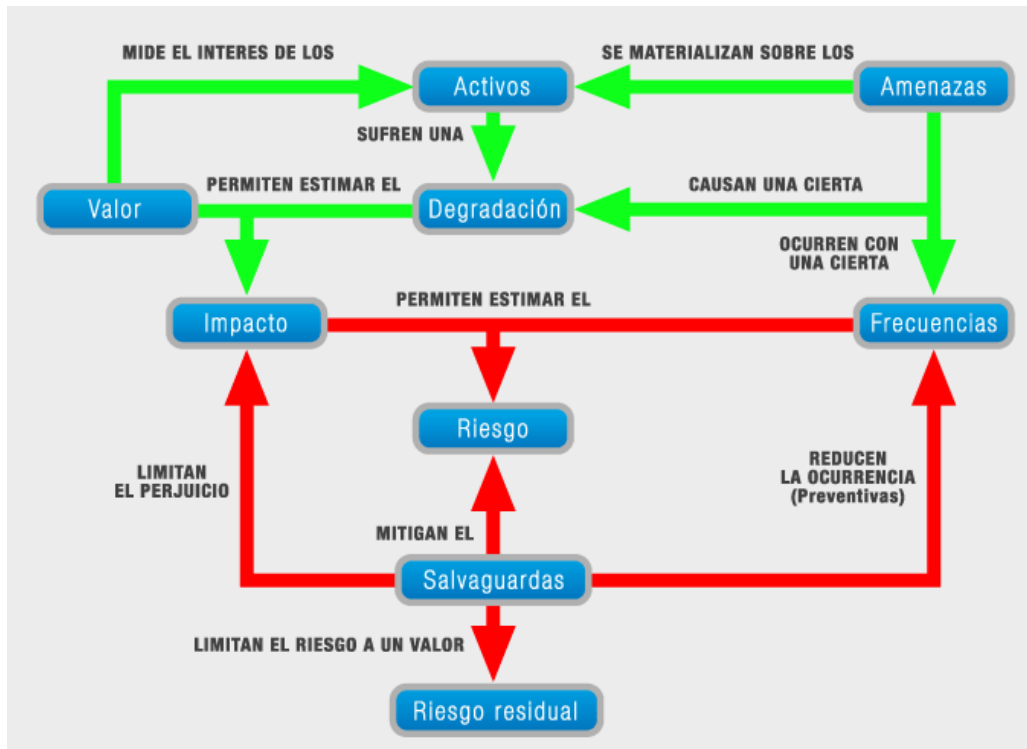 MIDE EL INTERES DE LOS
SE MATERIALIZAN SOBRE LOS
Activos
Amenazas
SUFREN UNA
PERMITEN ESTIMAR EL
CAUSAN UNA CIERTA
Valor
Degradación
OCURREN CON
UNA CIERTA
PERMITEN ESTIMAR EL
Impacto
Frecuencias
Riesgo
LIMITAN
EL PERJUICIO
REDUCEN
LA OCURRENCIA
(Preventivas)
MITIGAN EL
Salvaguardas
LIMITAN EL RIESGO A UN VALOR
Riesgo residual